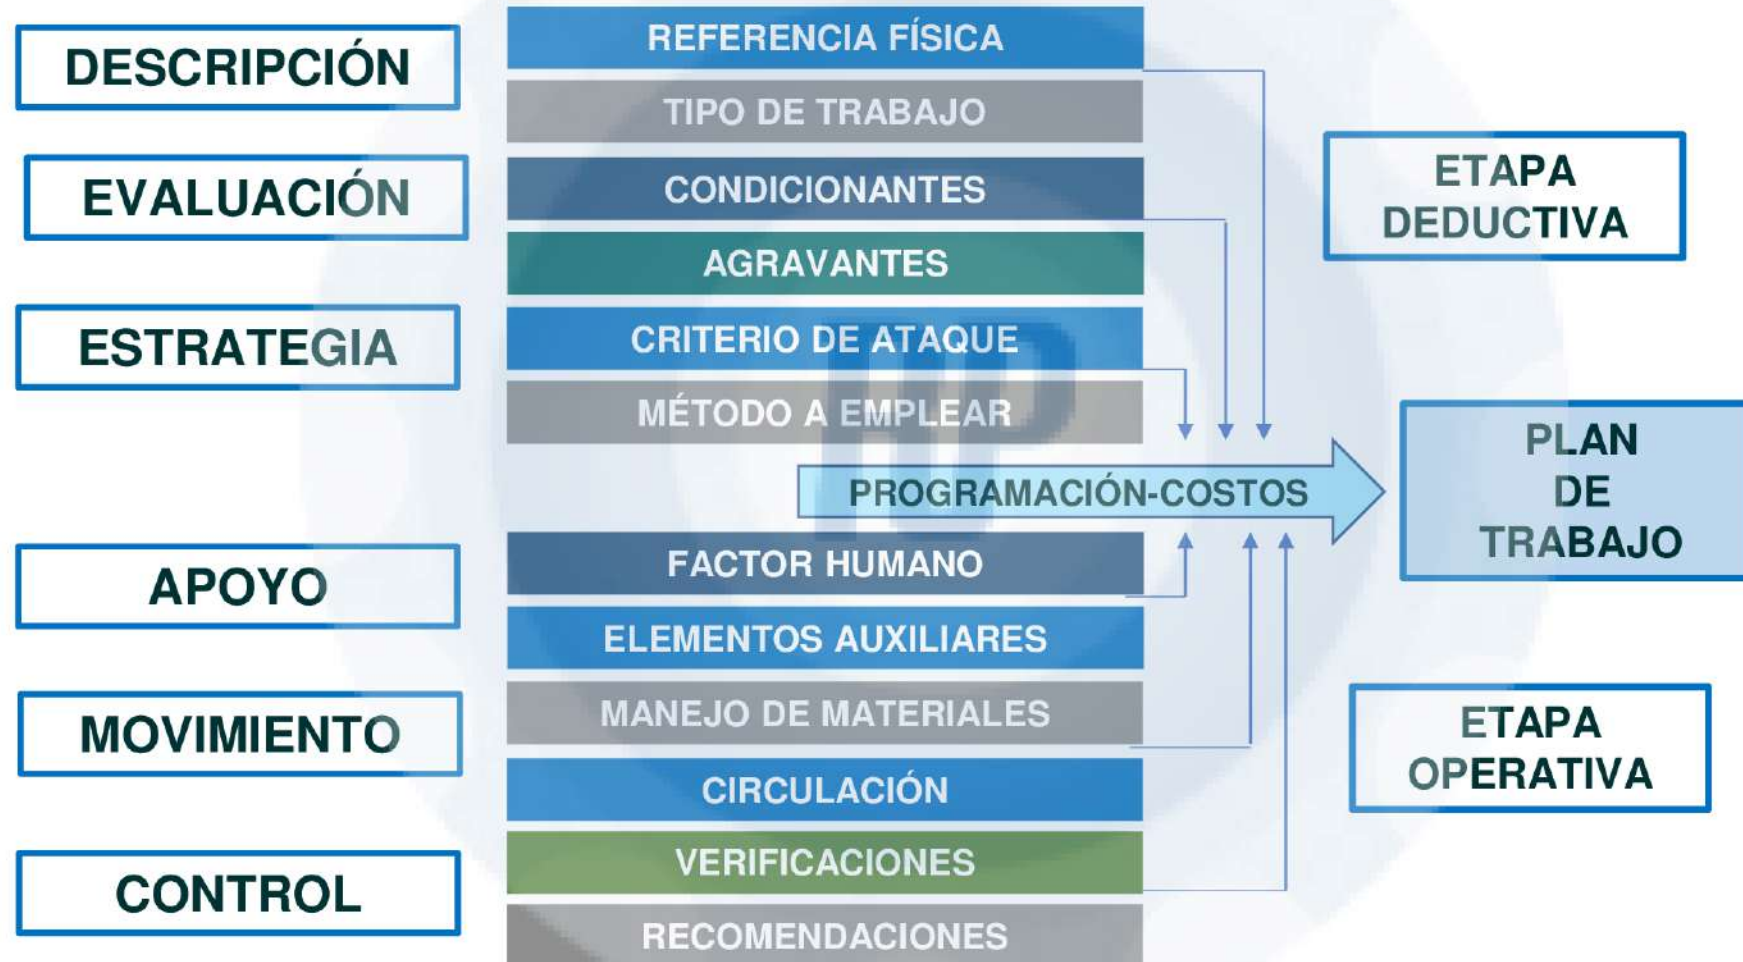 DESCRIPCIÓN
REFERENCIA FÍSICA
TIPO DE TRABAJO
EVALUACIÓN
CONDICIONANTES
AGRAVANTES
ESTRATEGIA
CRITERIO DE ATAQUE
MÉTODO A EMPLEAR
ETAPA
DEDUCTIVA
PROGRAMACIÓN-COSTOS
PLAN
DE
TRABAJO
APOYO
FACTOR HUMANO
ELEMENTOS AUXILIARES
MOVIMIENTO
MANEJO DE MATERIALES
CIRCULACIÓN
CONTROL
VERIFICACIONES
RECOMENDACIONES
ETAPA
OPERATIVA